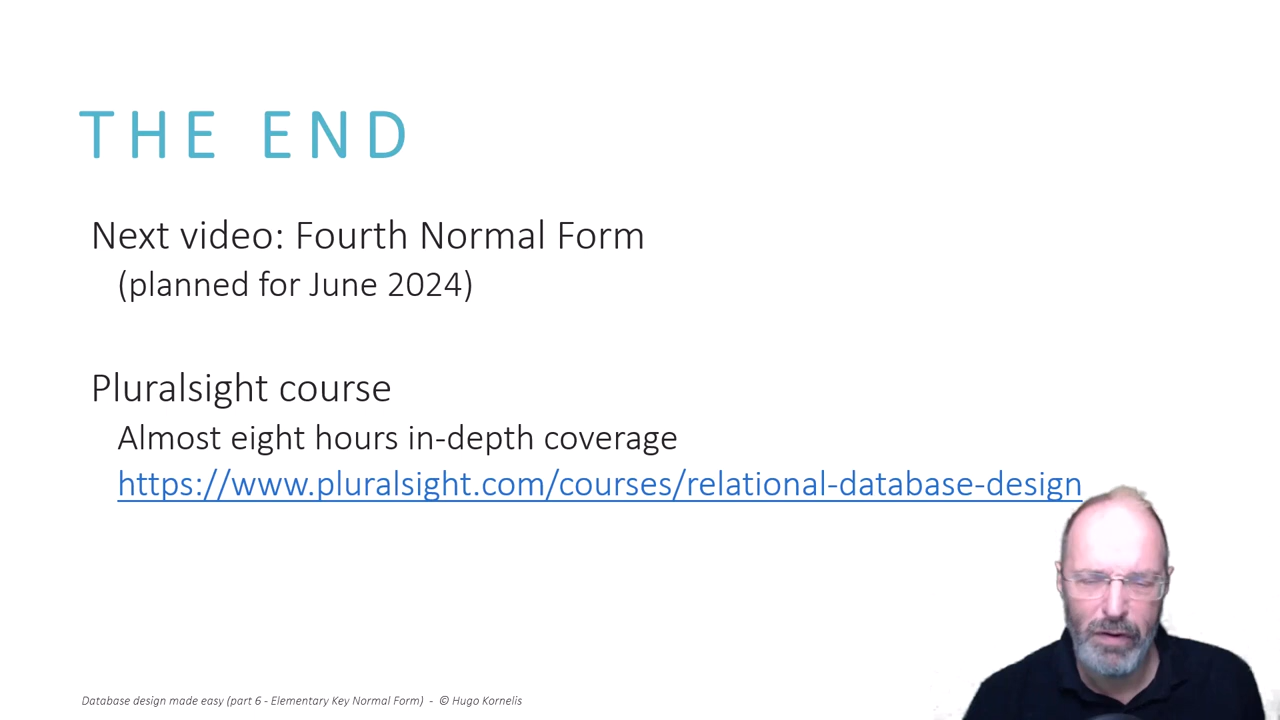 THE END
Next video: Fourth Normal Form
(planned for June 2024)
Pluralsight course
Almost eight hours in-depth coverage
https://www.pluralsight.com/courses/relational-database-design
Database design made easy (part 6 - Elementary Key Normal Form) - © Hugo Kornelis